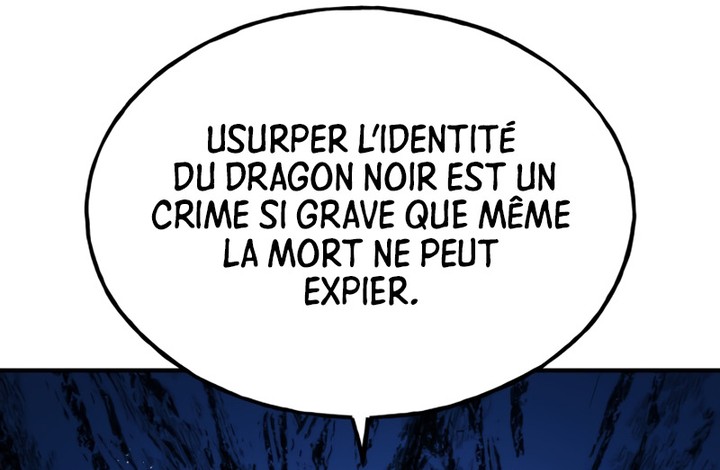 USURPER L'IDENTITÉ
DU DRAGON NOIR EST UN
CRIME SI GRAVE QUE MÊME
LA MORT NE PEUT
EXPIER.